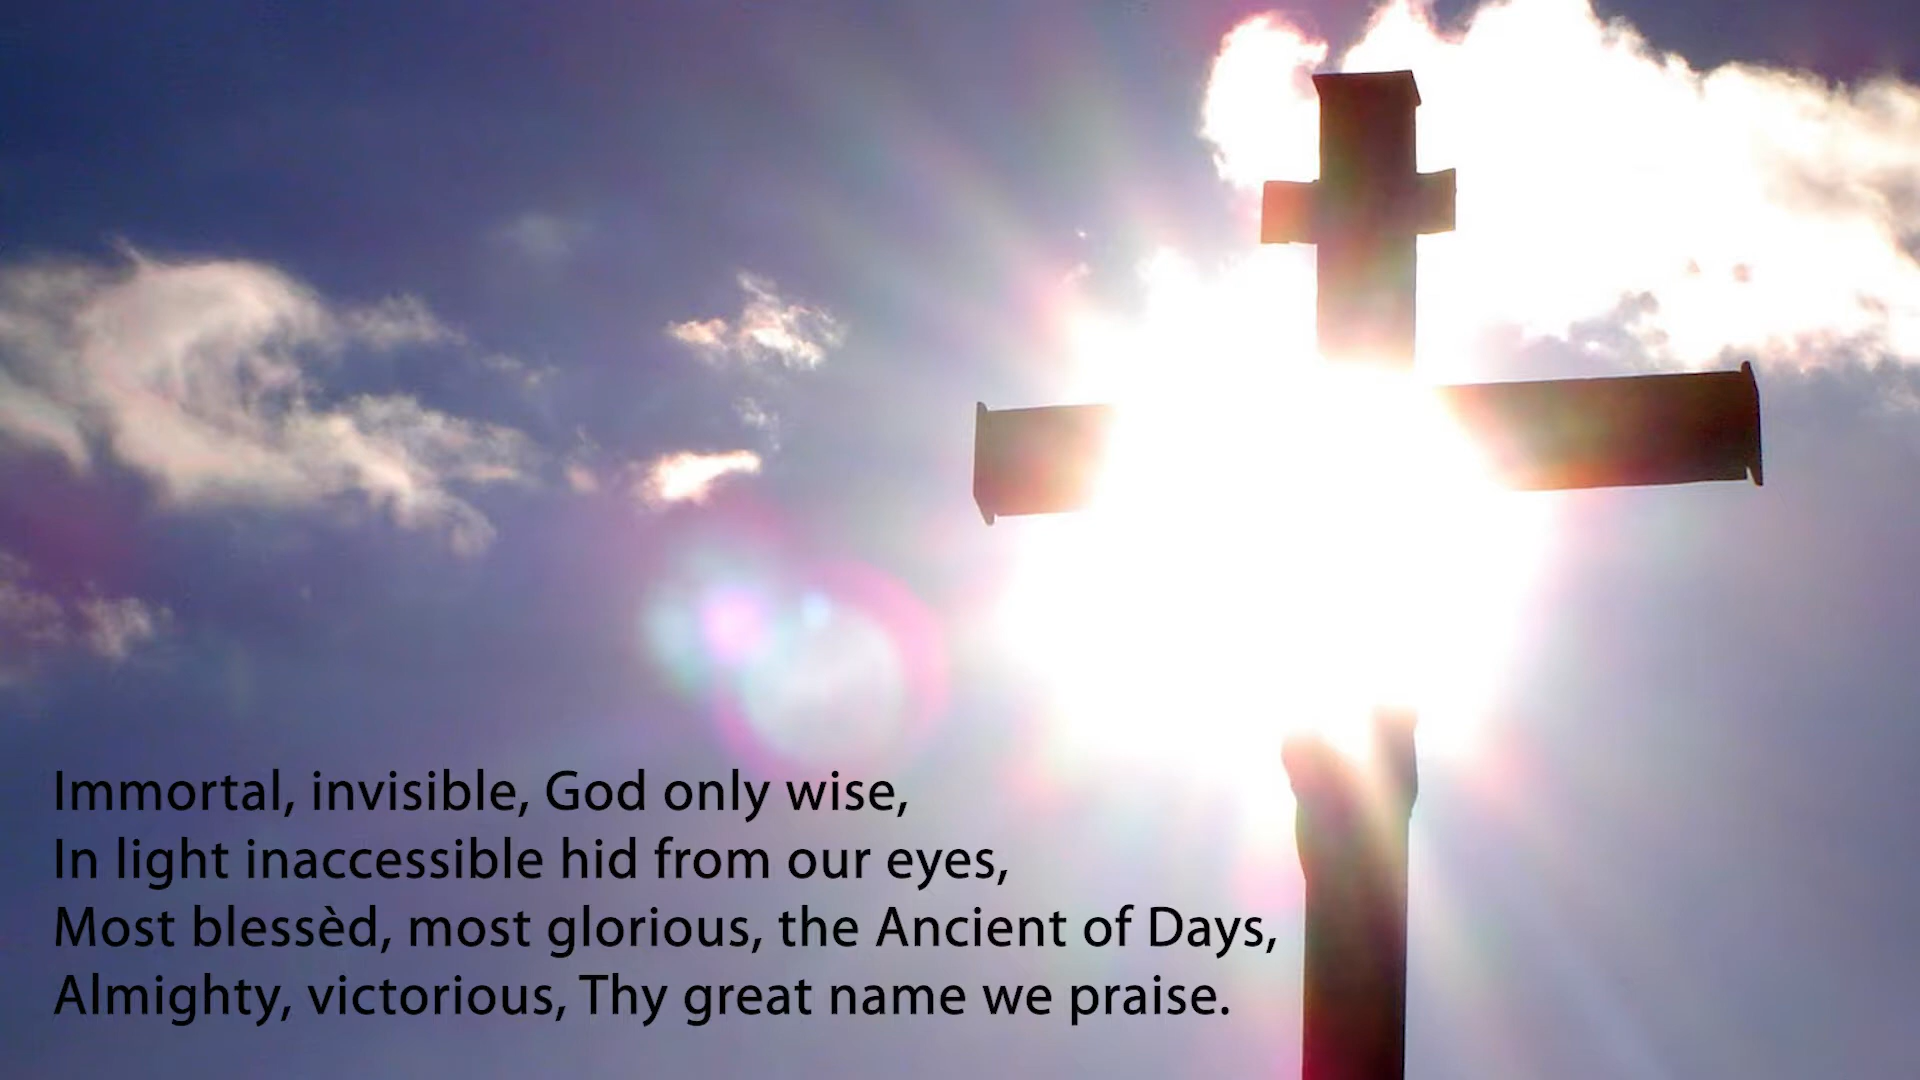 Immortal, invisible, God only wise,
In light inaccessible hid from our eyes,
Most blessèd, most glorious, the Ancient of Days,
Almighty, victorious, Thy great name we praise.